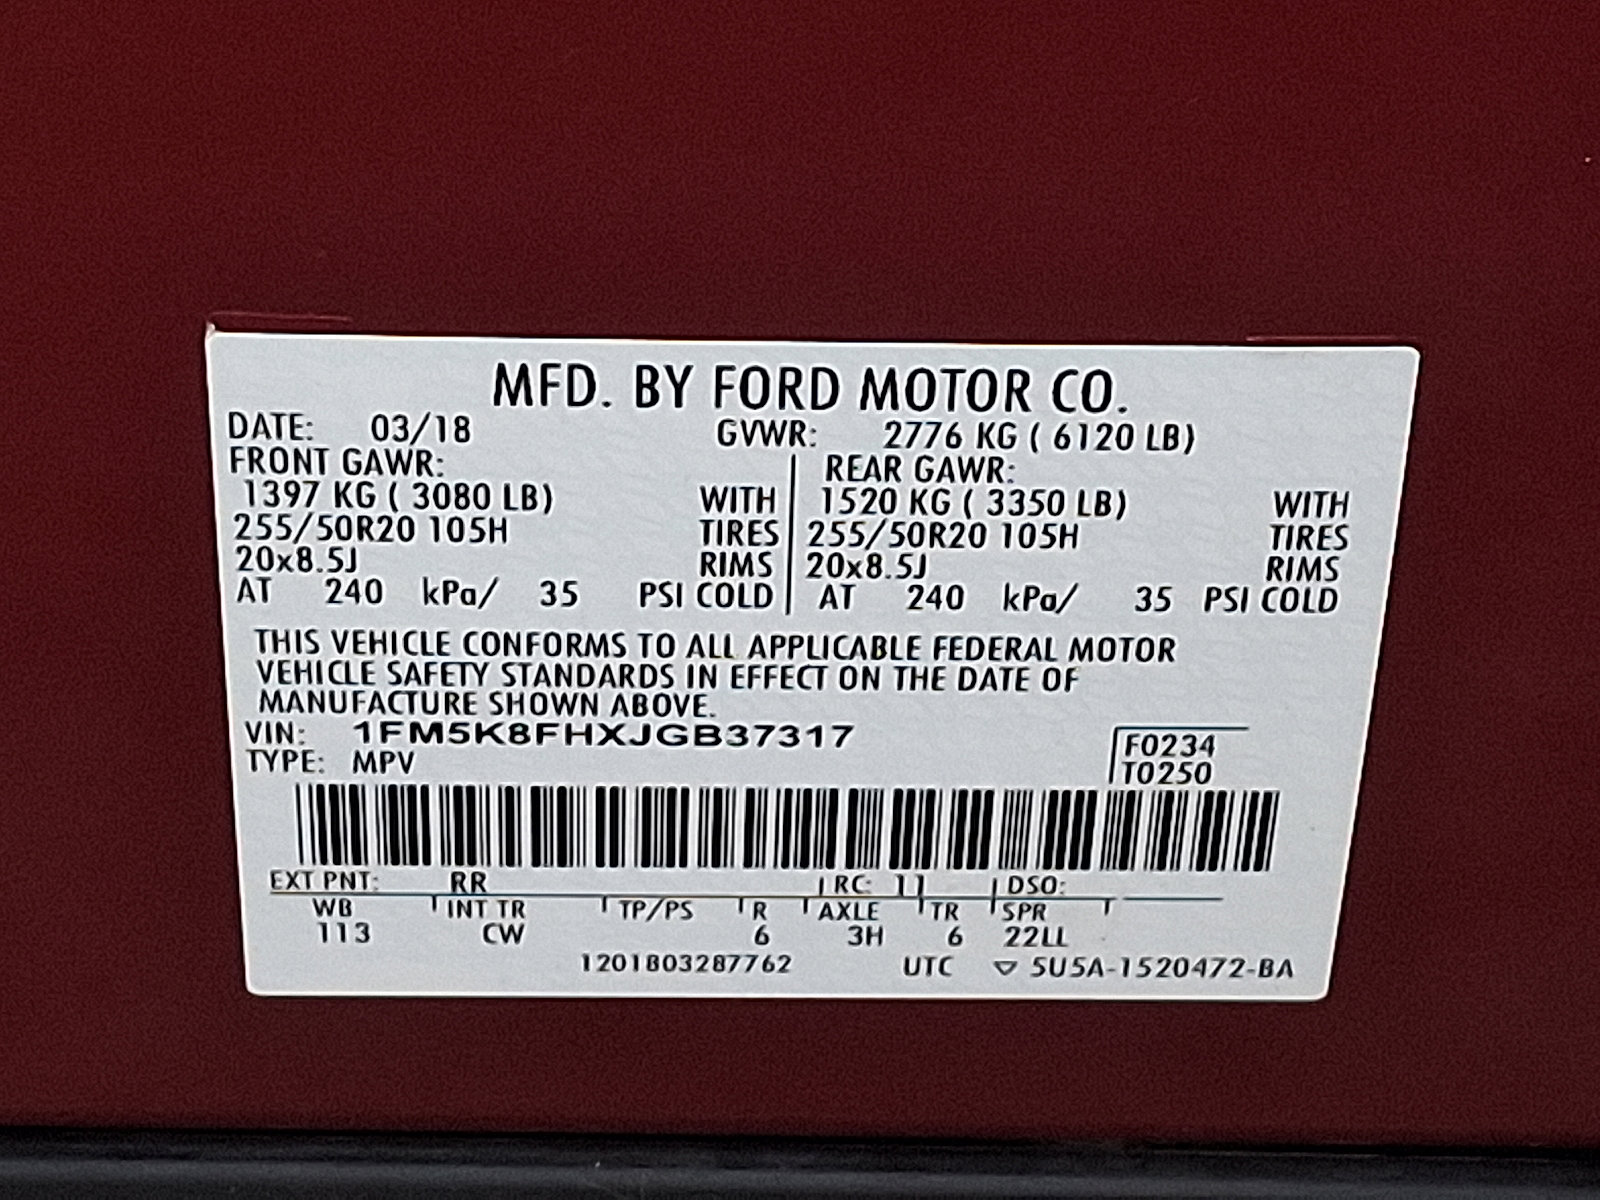 MFD. BY FORD MOTOR CO.
DATE: 03/18 GVWR: 2776 KG ( 6120 LB)
FRONT GAWR: REAR GAWR:
1397 KG ( 3080 LB) WITH 1520 KG ( 3350 LB) WITH
255/50R20 105H TIRES 255/50R20 105H TIRES
20x8.5J RIMS 20x8.5J RIMS
AT 240 kPa/ 35 PSI COLD AT 240 kPa/ 35 PSI COLD
THIS VEHICLE CONFORMS TO ALL APPLICABLE FEDERAL MOTOR
VEHICLE SAFETY STANDARDS IN EFFECT ON THE DATE OF
MANUFACTURE SHOWN ABOVE.
VIN: 1FM5K8FHXJGB37317 F0234
TYPE: MPV T0250
EXT PNT: RR RC: 11 DSO:
WB INT TR TP/PS R AXLE TR SPR
113 CW 6 3H 6 22LL
1201803287762 UTC ▽ 5U5A-1520472-BA